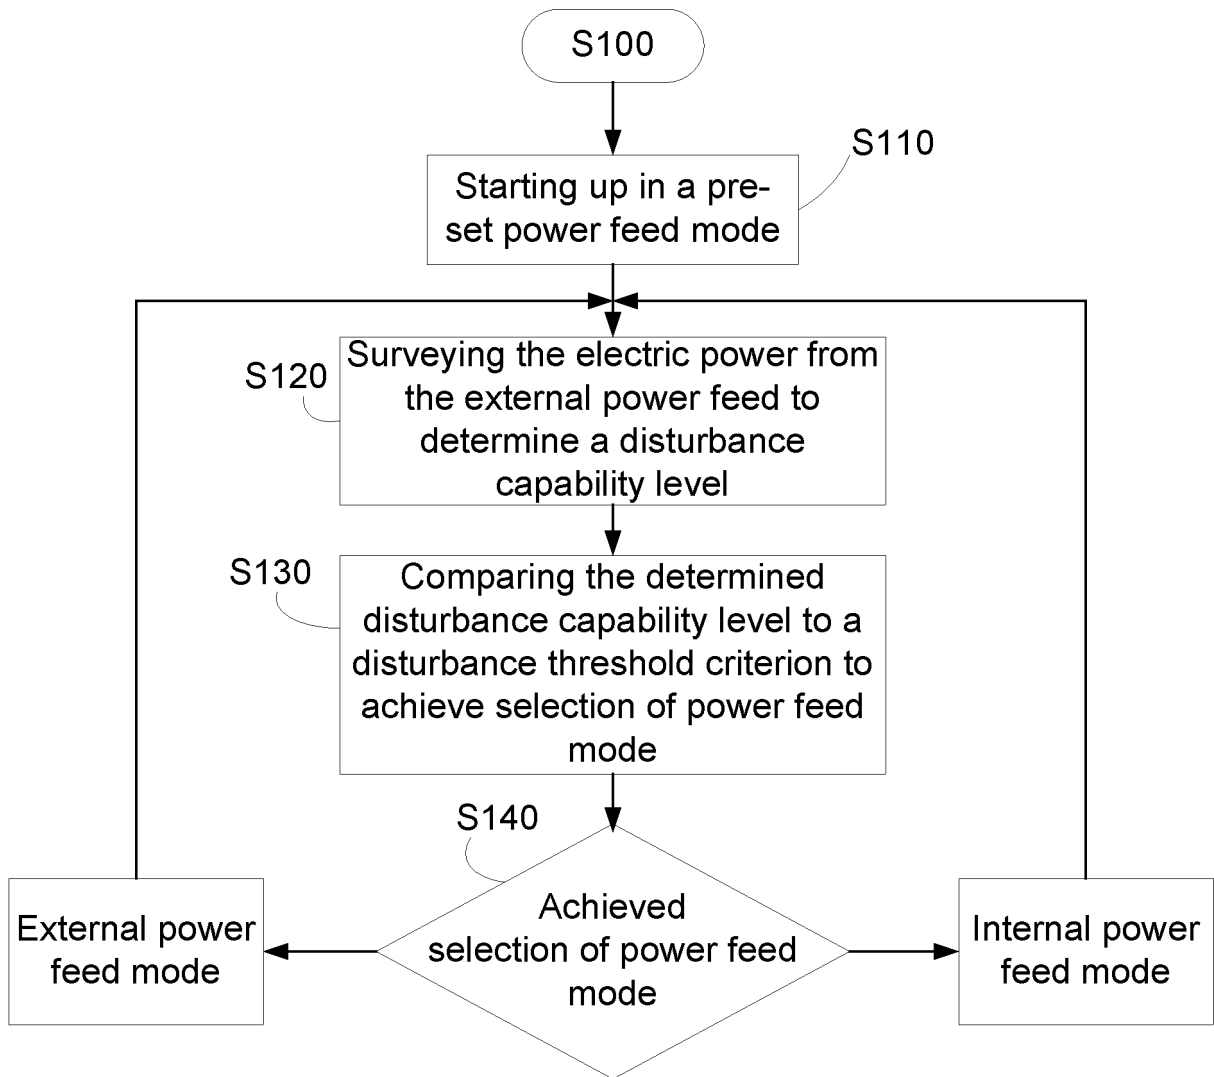 S100
S110
Starting up in a pre-
set power feed mode
S120
Surveying the electric power from
the external power feed to
determine a disturbance
capability level
S130
Comparing the determined
disturbance capability level to a
disturbance threshold criterion to
achieve selection of power feed
mode
S140
Achieved
selection of power feed
mode
External power
feed mode
Internal power
feed mode